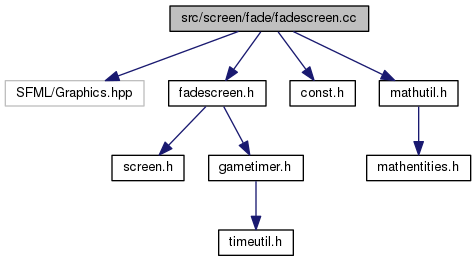 src/screen/fade/fadescreen.cc
SFML/Graphics.hpp
fadescreen.h
const.h
mathutil.h
screen.h
gametimer.h
mathentities.h
timeutil.h